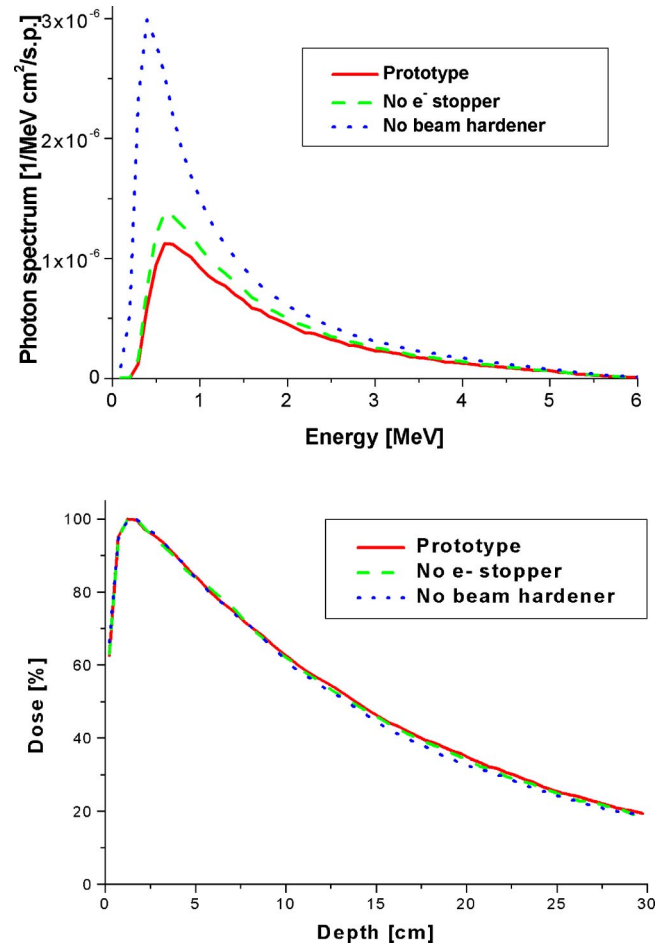 3x10⁻⁶
2x10⁻⁶
1x10⁻⁶
0
Photon spectrum [1/MeV cm²/s.p.]
Prototype
No e⁻ stopper
No beam hardener
0 1 2 3 4 5 6
Energy [MeV]
100
80
60
40
20
0
Dose [%]
Prototype
No e- stopper
No beam hardener
0 5 10 15 20 25 30
Depth [cm]